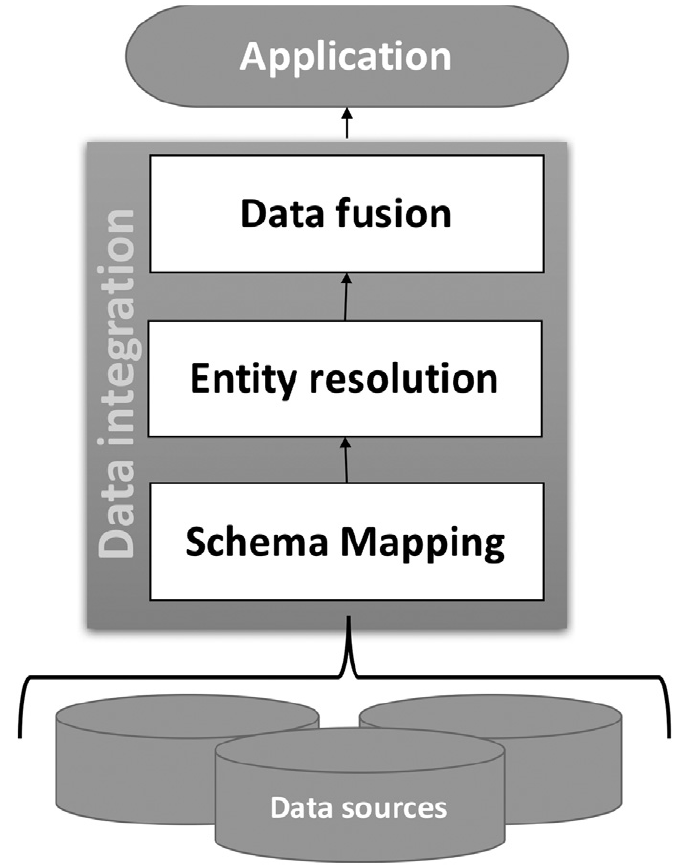 Application
Data integration
Data fusion
Entity resolution
Schema Mapping
Data sources